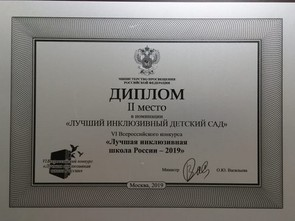 МИНИСТЕРСТВО ПРОСВЕЩЕНИЯ
РОССИЙСКОЙ ФЕДЕРАЦИИ
ДИПЛОМ
II место
в номинации
«ЛУЧШИЙ ИНКЛЮЗИВНЫЙ ДЕТСКИЙ САД»
VI Всероссийского конкурса
«Лучшая инклюзивная
школа России – 2019»
Министр О.Ю. Васильева
Москва, 2019